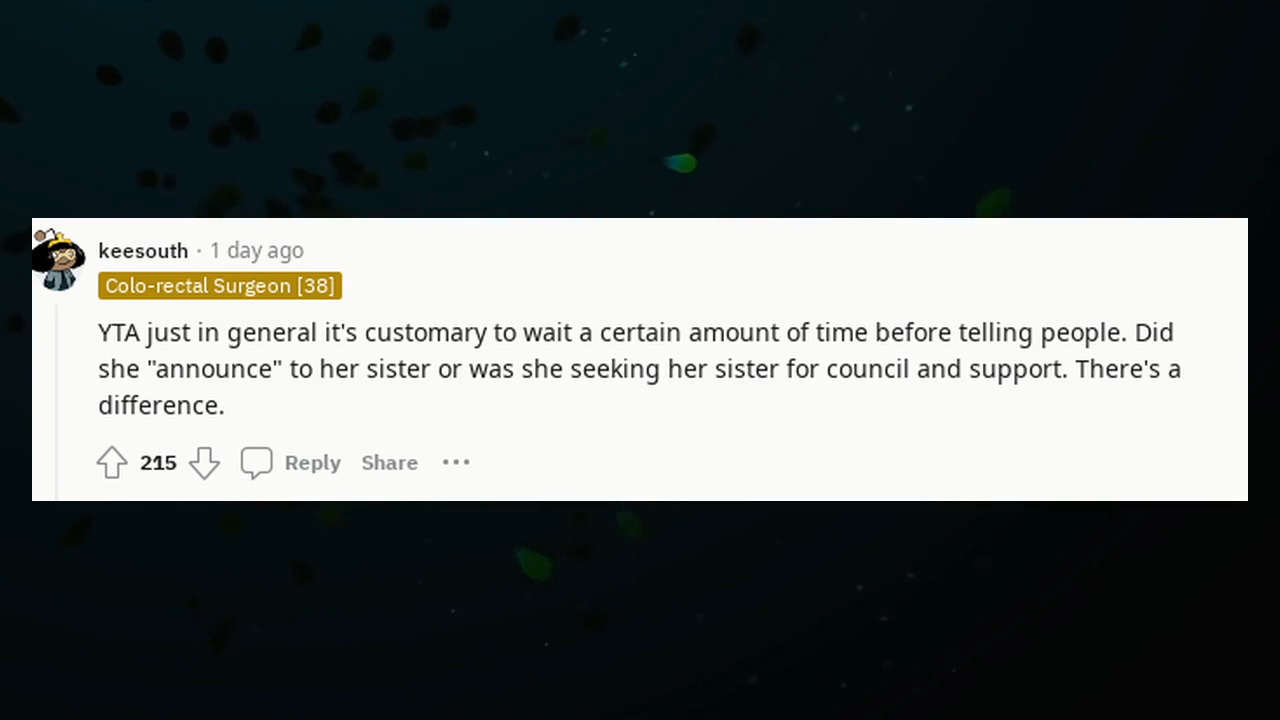 keesouth · 1 day ago
Colo-rectal Surgeon [38]
YTA just in general it's customary to wait a certain amount of time before telling people. Did
she "announce" to her sister or was she seeking her sister for council and support. There's a
difference.
215 Reply Share ···